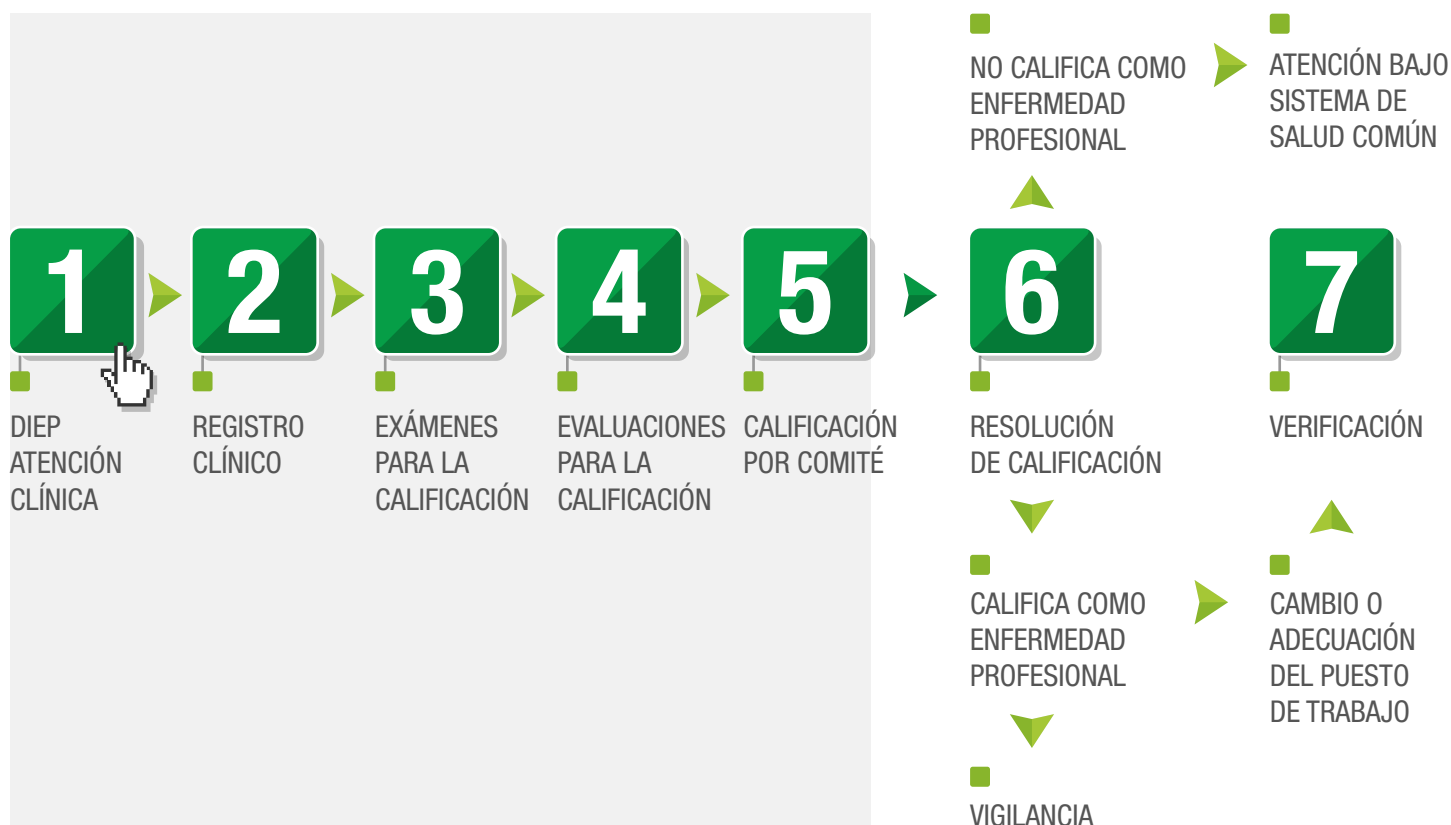 NO CALIFICA COMO
ENFERMEDAD
PROFESIONAL
ATENCIÓN BAJO
SISTEMA DE
SALUD COMÚN
1
2
3
4
5
6
7
DIEP
ATENCIÓN
CLÍNICA
REGISTRO
CLÍNICO
EXÁMENES
PARA LA
CALIFICACIÓN
EVALUACIONES
PARA LA
CALIFICACIÓN
CALIFICACIÓN
POR COMITÉ
RESOLUCIÓN
DE CALIFICACIÓN
VERIFICACIÓN
CALIFICA COMO
ENFERMEDAD
PROFESIONAL
CAMBIO O
ADECUACIÓN
DEL PUESTO
DE TRABAJO
VIGILANCIA